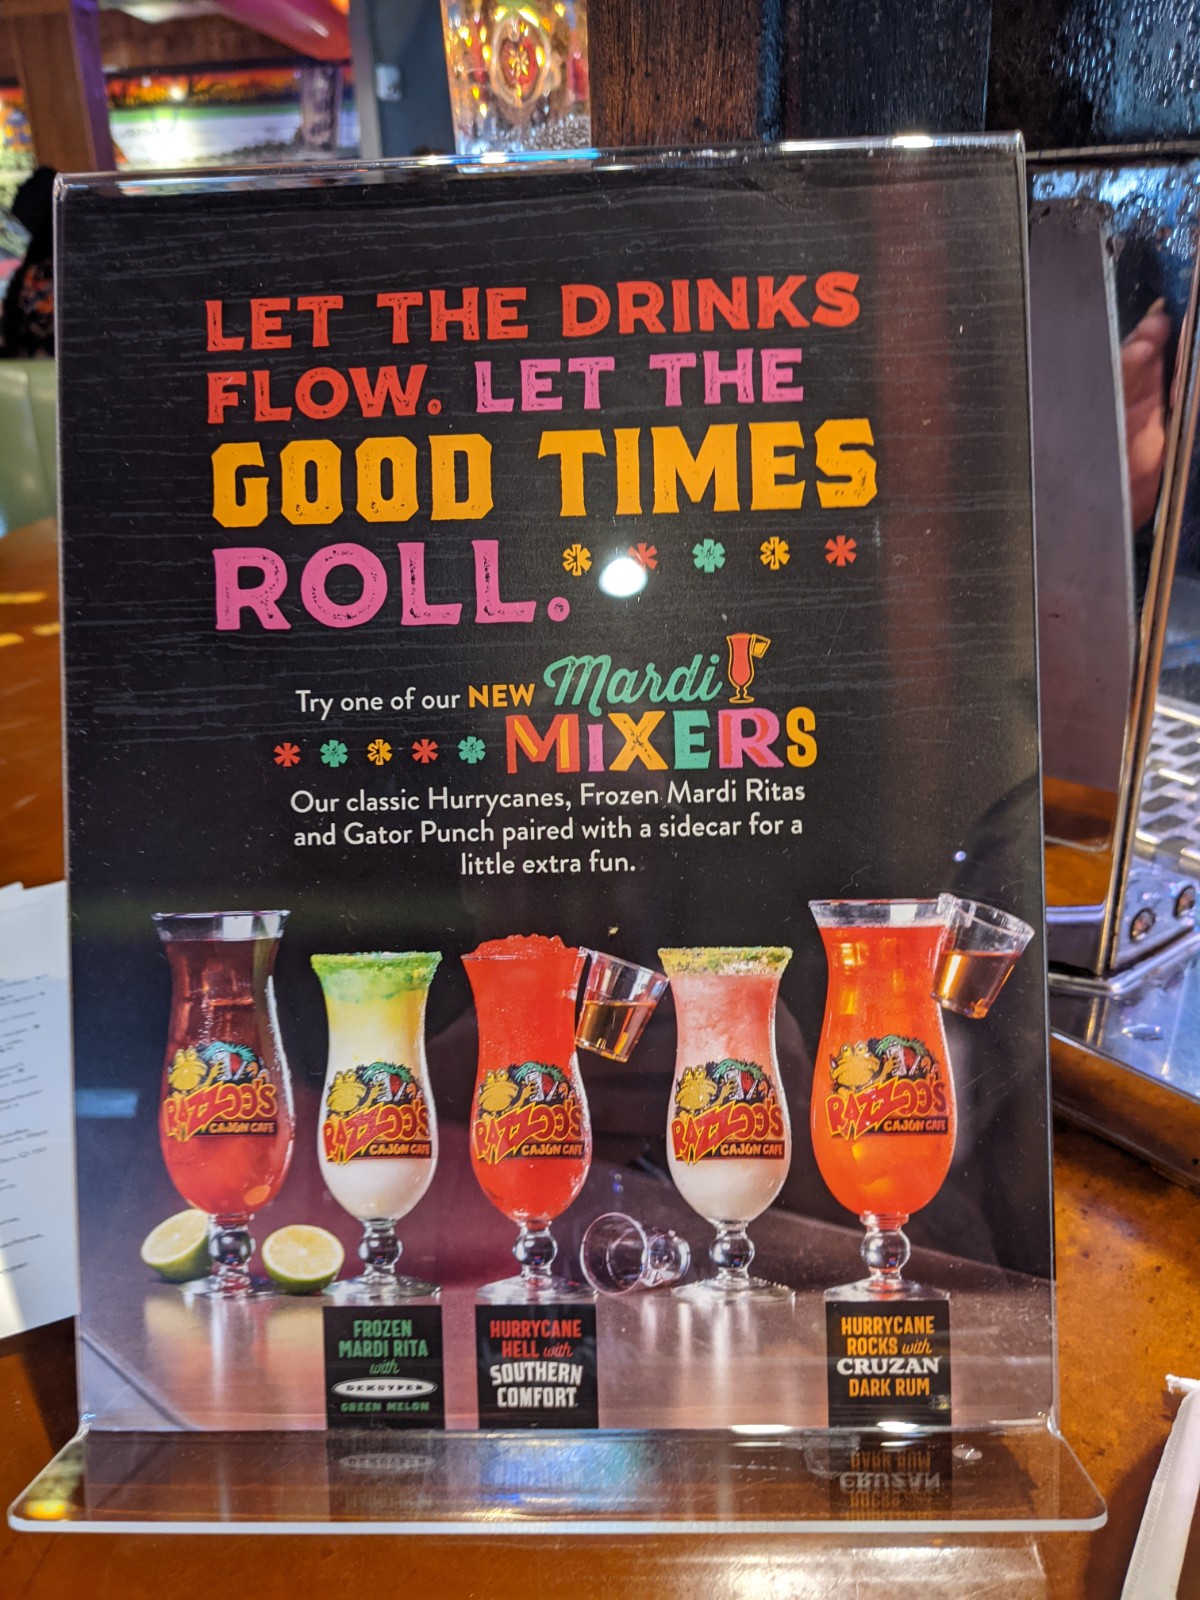 LET THE DRINKS
FLOW. LET THE
GOOD TIMES
ROLL.
Try one of our NEW Mardi
MIXERS
Our classic Hurrycanes, Frozen Mardi Ritas
and Gator Punch paired with a sidecar for a
little extra fun.
RAZZOO'S
CAJUN CAFE
RAZZOO'S
CAJUN CAFE
RAZZOO'S
CAJUN CAFE
RAZZOO'S
CAJUN CAFE
RAZZOO'S
CAJUN CAFE
FROZEN
MARDI RITA
with
DEKUYPER
GREEN MELON
HURRYCANE
HELL with
SOUTHERN
COMFORT
HURRYCANE
ROCKS with
CRUZAN
DARK RUM